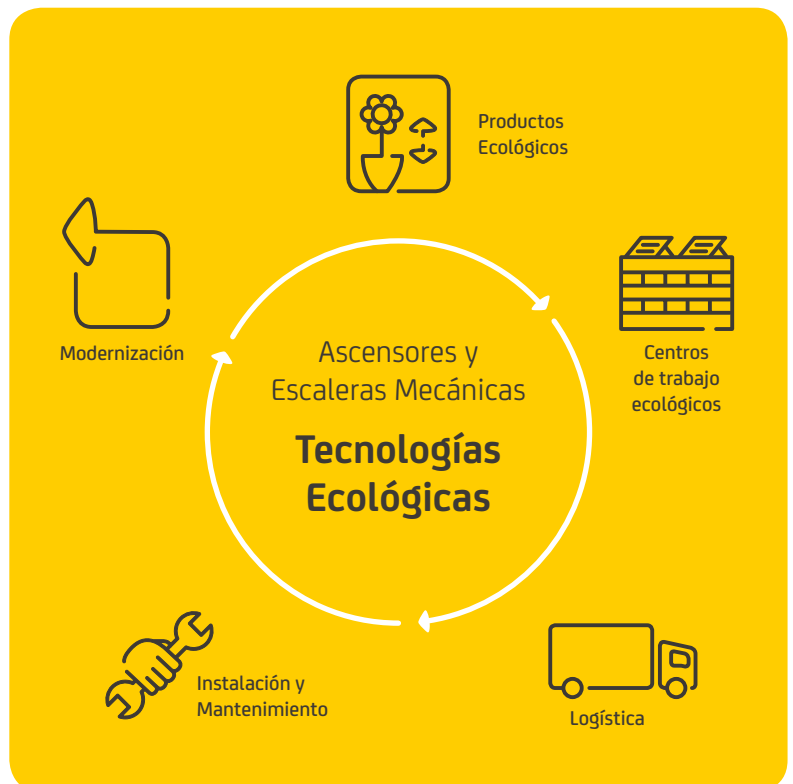 Productos
Ecológicos
Centros
de trabajo
ecológicos
Logística
Instalación y
Mantenimiento
Modernización
Ascensores y
Escaleras Mecánicas
Tecnologías
Ecológicas